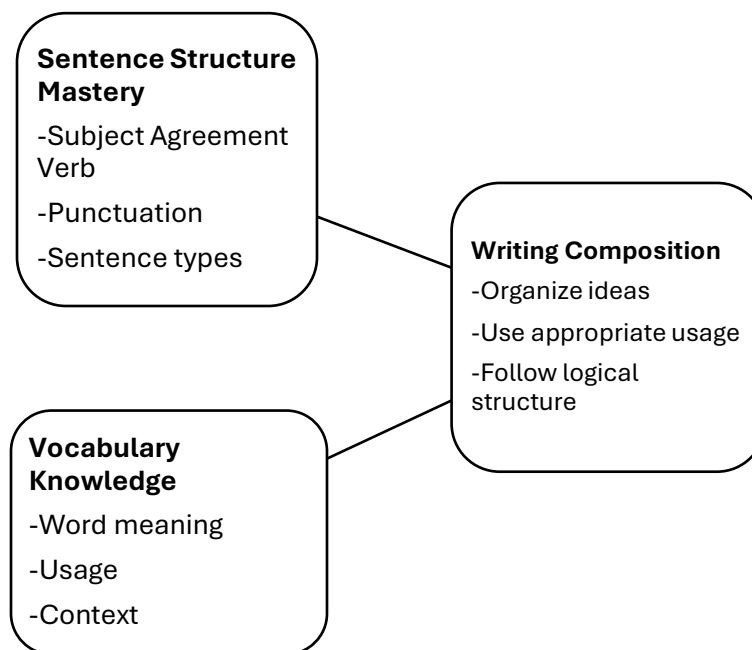 Sentence Structure
Mastery
-Subject Agreement
Verb
-Punctuation
-Sentence types
Writing Composition
-Organize ideas
-Use appropriate usage
-Follow logical
structure
Vocabulary
Knowledge
-Word meaning
-Usage
-Context